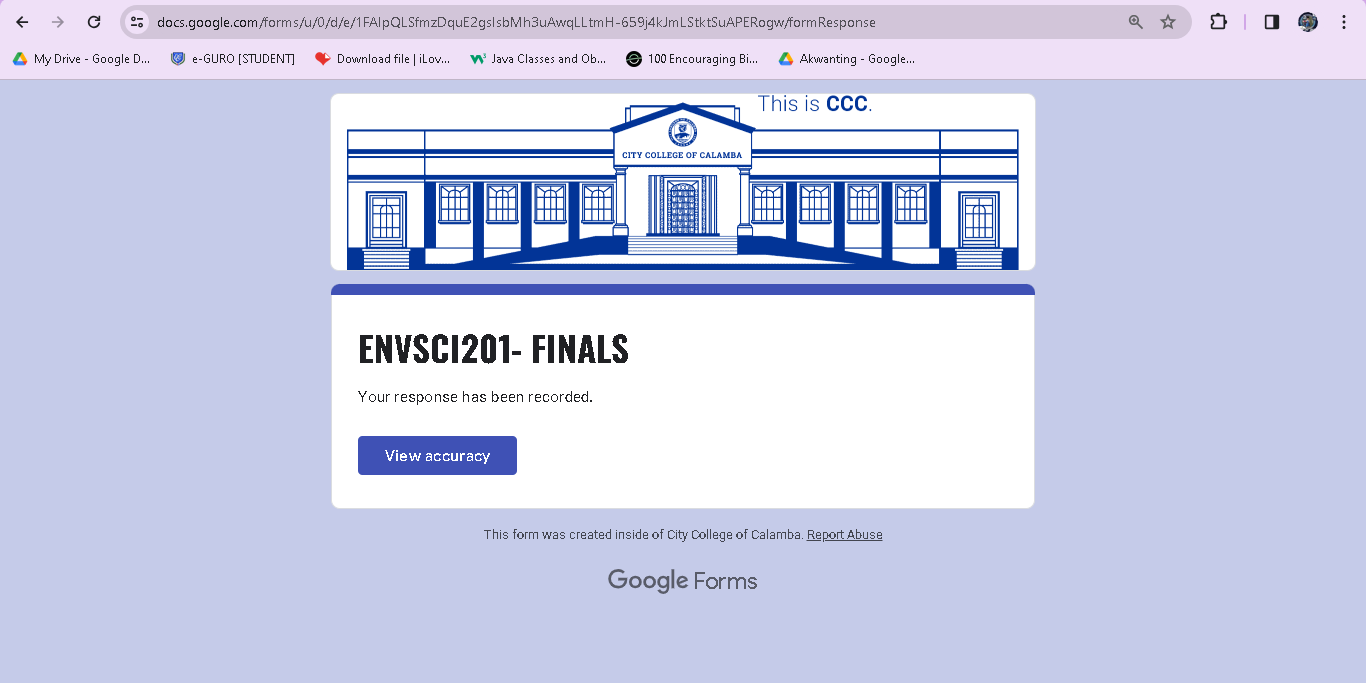 docs.google.com/forms/u/0/d/e/1FAIpQLSfmzDquE2gsIsbMh3uAwqLLtmH-659j4kJmLStktSuAPERogw/formResponse
My Drive - Google D... e-GURO [STUDENT] Download file | iLov... Java Classes and Ob... 100 Encouraging Bi... Akwanting - Google...
This is CCC.
CITY COLLEGE OF CALAMBA
ENVSCI201- FINALS
Your response has been recorded.
View accuracy
This form was created inside of City College of Calamba. Report Abuse
Google Forms